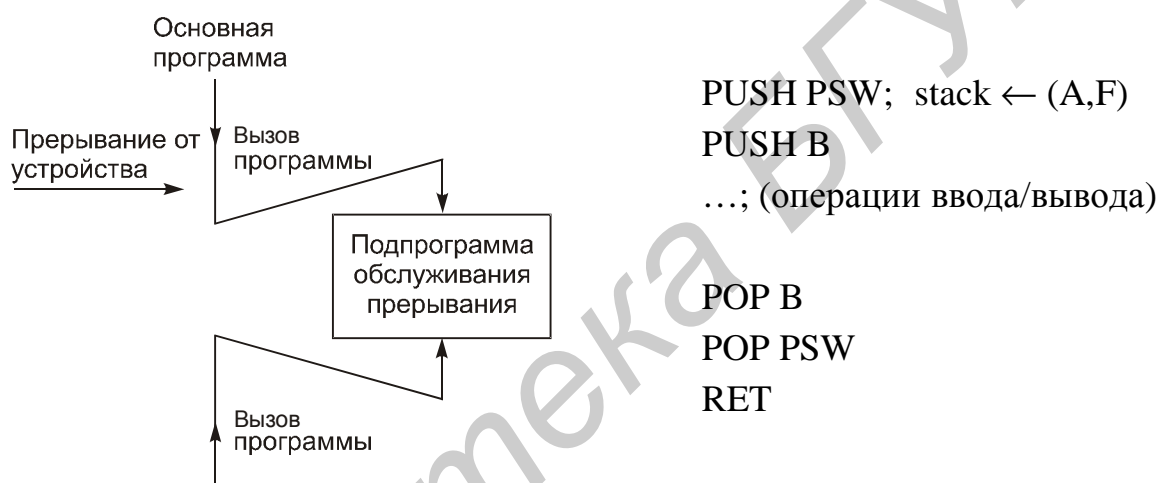 Основная
программа
Прерывание от
устройства
Вызов
программы
Подпрограмма
обслуживания
прерывания
Вызов
программы
PUSH PSW; stack ← (A,F)
PUSH B
…; (операции ввода/вывода)
POP B
POP PSW
RET